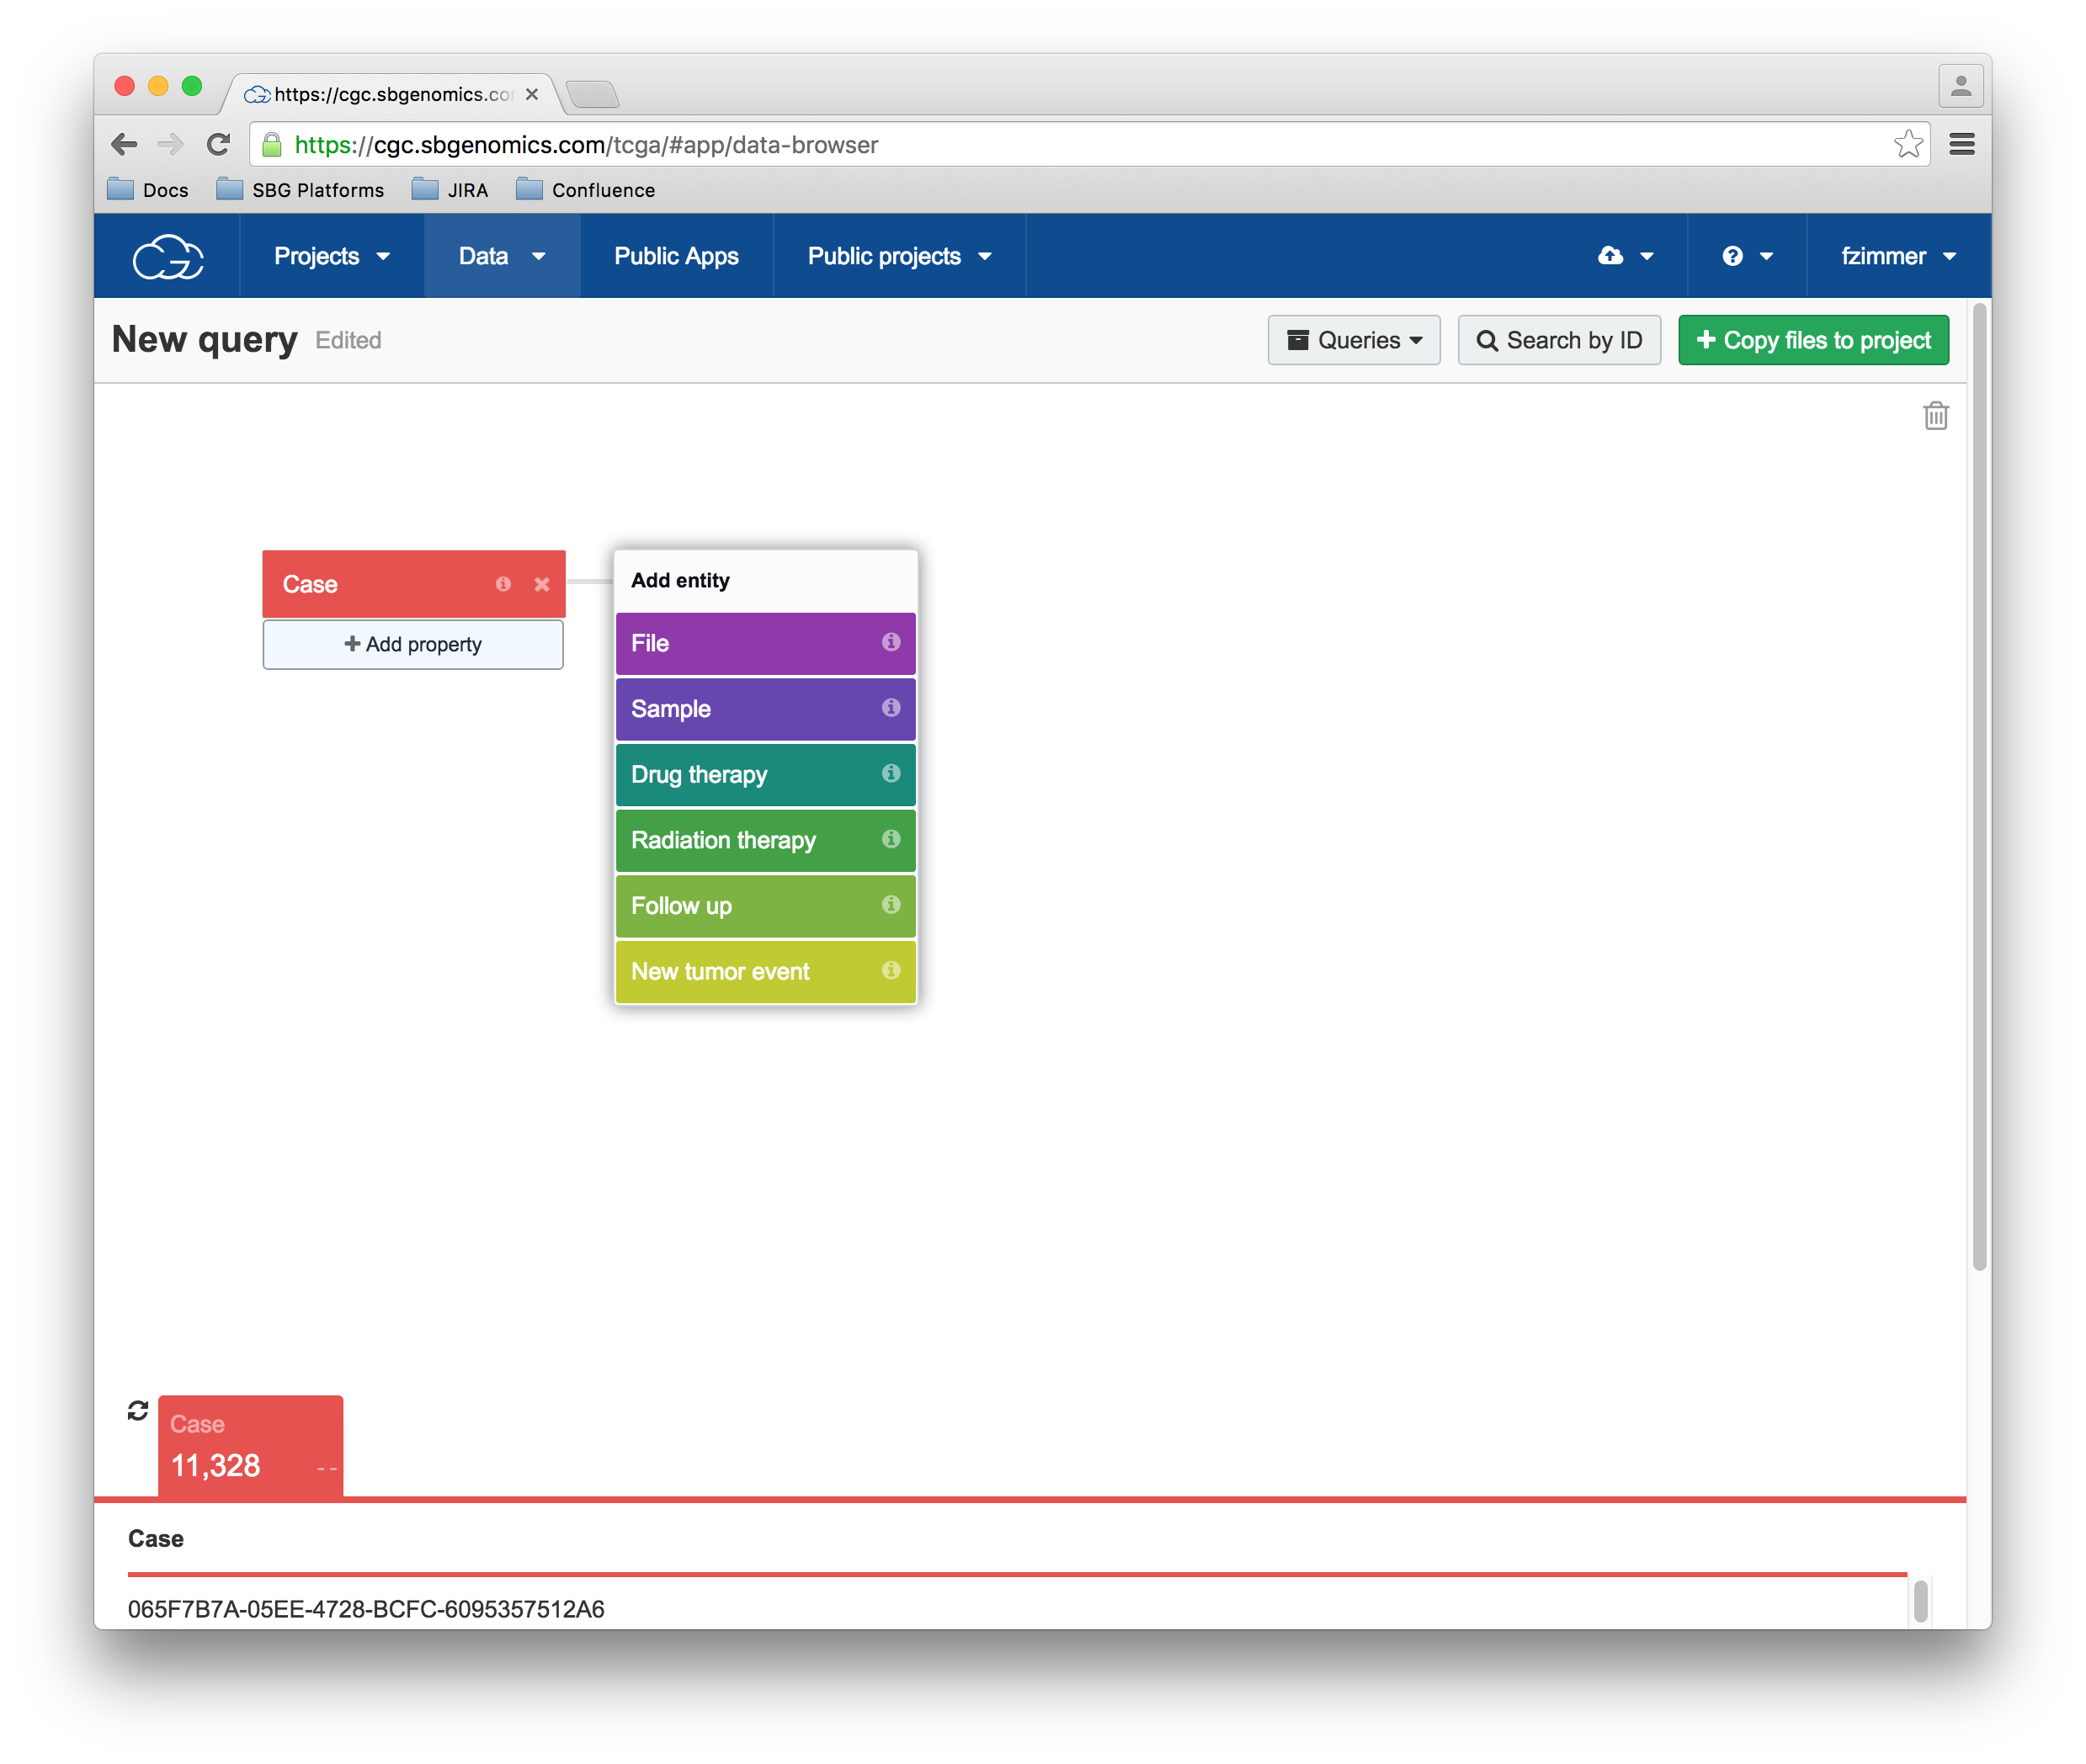 https://cgc.sbgenomics.co
https://cgc.sbgenomics.com/tcga/#app/data-browser
Docs SBG Platforms JIRA Confluence
Projects Data Public Apps Public projects fzimmer
New query Edited Queries Search by ID Copy files to project
Case
Add property
Add entity
File
Sample
Drug therapy
Radiation therapy
Follow up
New tumor event
Case
11,328 --
Case
065F7B7A-05EE-4728-BCFC-6095357512A6